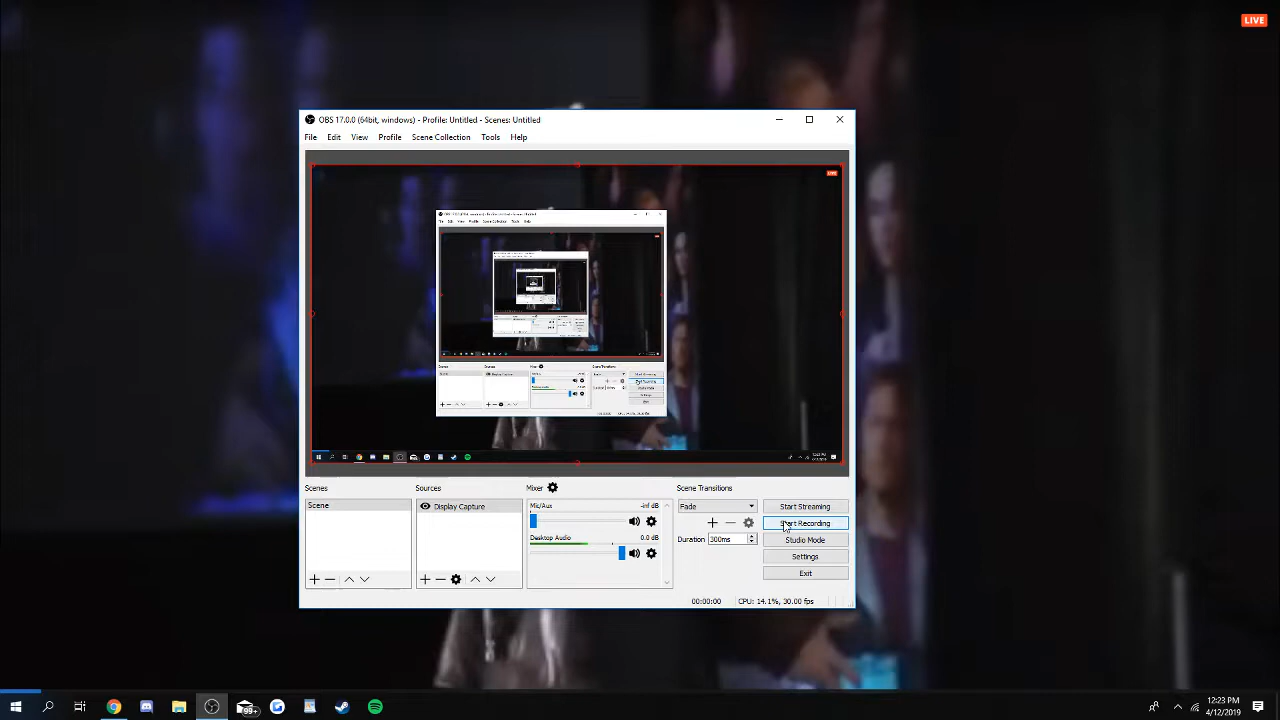 LIVE
OBS 17.0.0 (64bit, windows) - Profile: Untitled - Scenes: Untitled
File Edit View Profile Scene Collection Tools Help
LIVE
Scenes Sources Mixer Scene Transitions
Scene
Display Capture
Mic/Aux -inf dB
Desktop Audio 0.0 dB
Fade
Duration 300ms
Start Streaming
Start Recording
Studio Mode
Settings
Exit
00:00:00 CPU: 14.1%, 30.00 fps
12:23 PM
4/12/2019